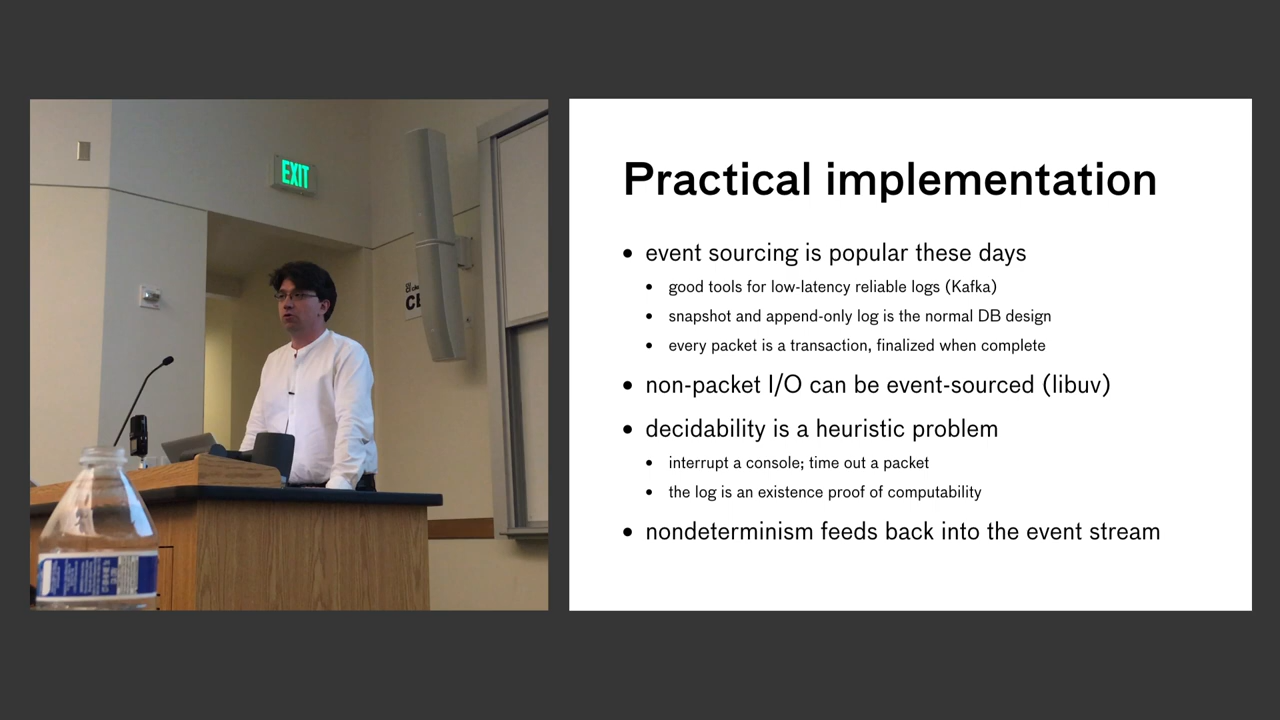 EXIT
Practical implementation
• event sourcing is popular these days
• good tools for low-latency reliable logs (Kafka)
• snapshot and append-only log is the normal DB design
• every packet is a transaction, finalized when complete
• non-packet I/O can be event-sourced (libuv)
• decidability is a heuristic problem
• interrupt a console; time out a packet
• the log is an existence proof of computability
• nondeterminism feeds back into the event stream